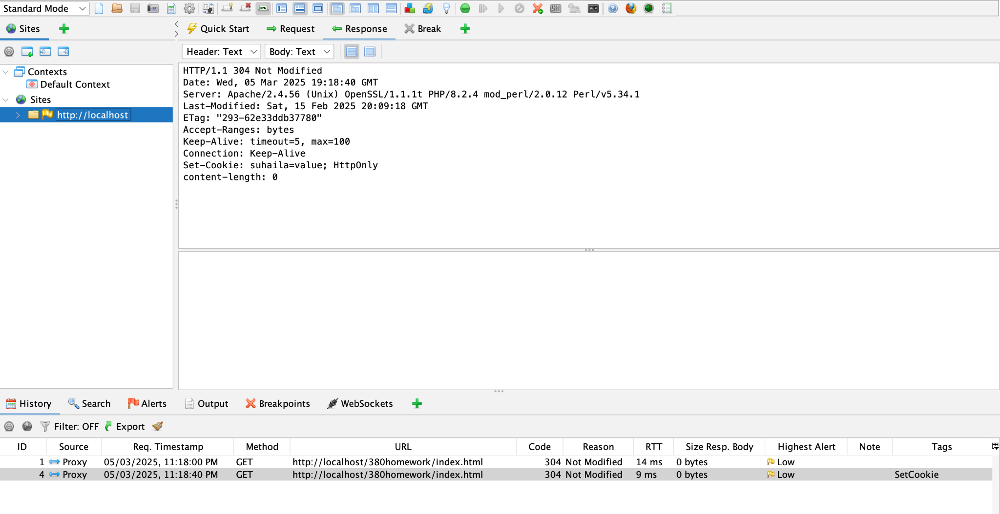 Standard Mode
Sites
Quick Start
Request
Response
Break
Header: Text
Body: Text
Contexts
Default Context
Sites
http://localhost
HTTP/1.1 304 Not Modified
Date: Wed, 05 Mar 2025 19:18:40 GMT
Server: Apache/2.4.56 (Unix) OpenSSL/1.1.1t PHP/8.2.4 mod_perl/2.0.12 Perl/v5.34.1
Last-Modified: Sat, 15 Feb 2025 20:09:18 GMT
ETag: "293-62e33ddb37780"
Accept-Ranges: bytes
Keep-Alive: timeout=5, max=100
Connection: Keep-Alive
Set-Cookie: suhaila=value; HttpOnly
content-length: 0
History
Search
Alerts
Output
Breakpoints
WebSockets
Filter: OFF
Export
ID Source Req. Timestamp Method URL Code Reason RTT Size Resp. Body Highest Alert Note Tags
1 Proxy 05/03/2025, 11:18:00 PM GET http://localhost/380homework/index.html 304 Not Modified 14 ms 0 bytes Low
4 Proxy 05/03/2025, 11:18:40 PM GET http://localhost/380homework/index.html 304 Not Modified 9 ms 0 bytes Low SetCookie